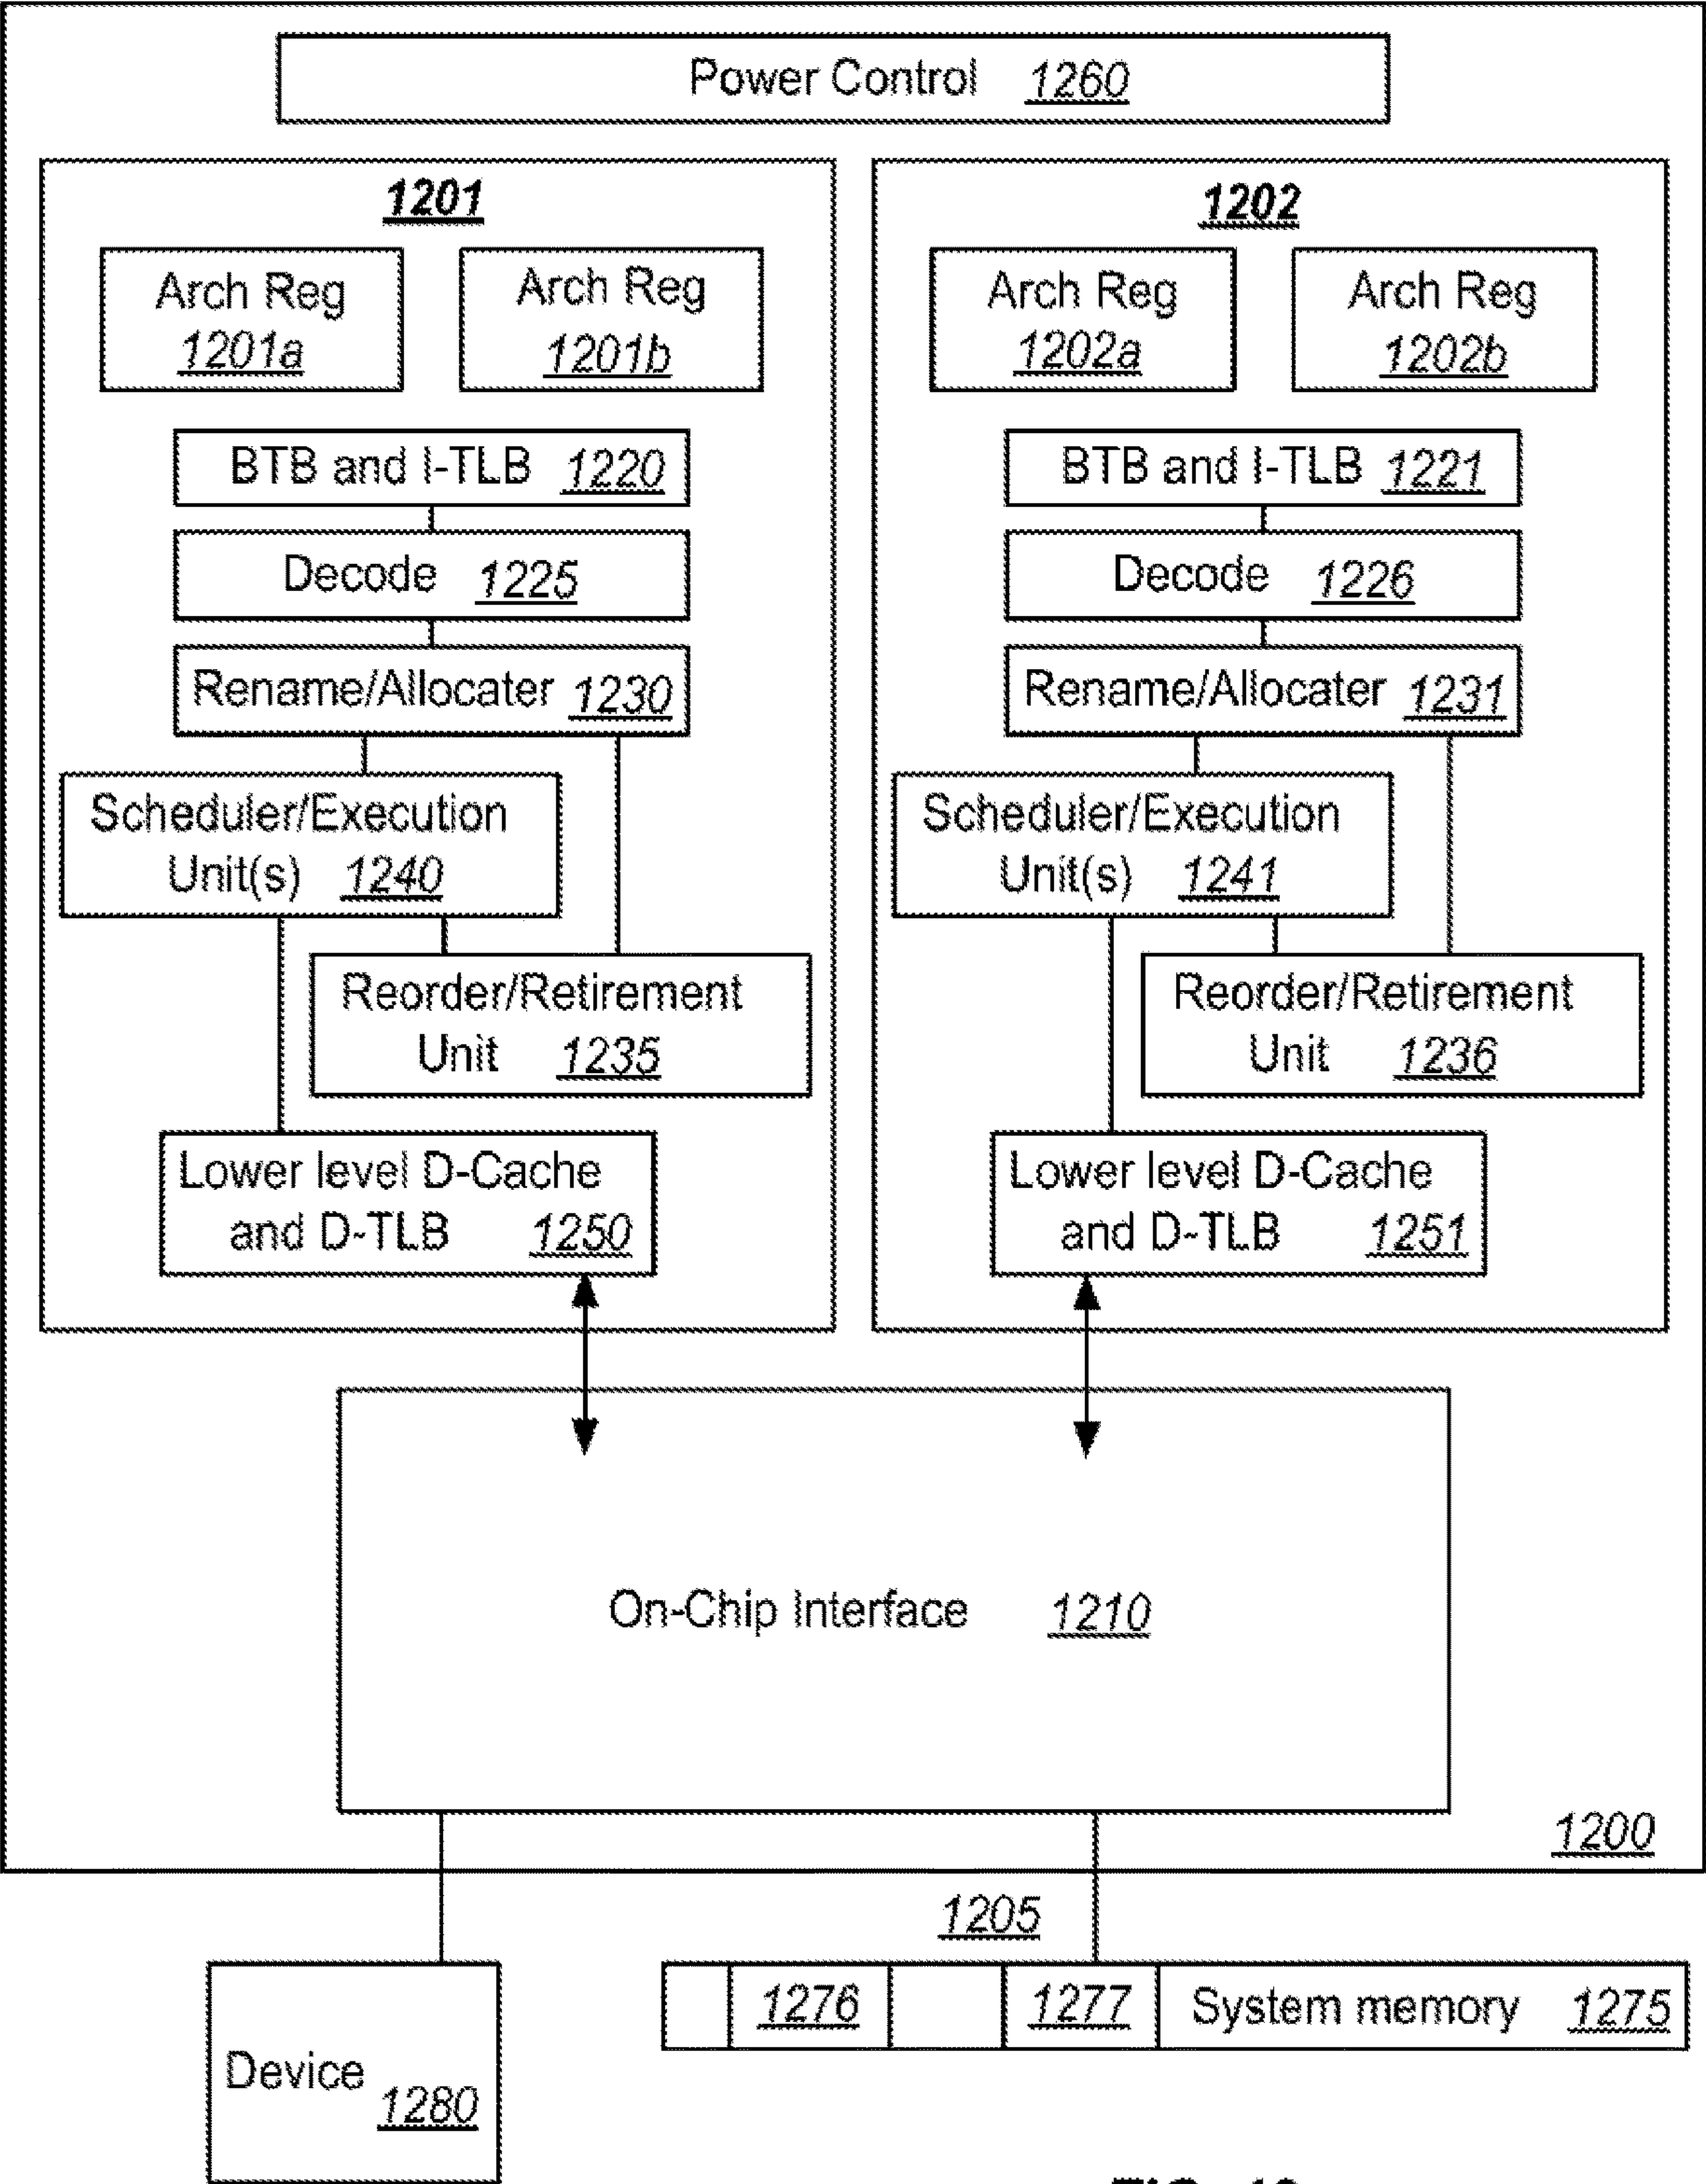 Power Control 1260
1201
Arch Reg
1201a
Arch Reg
1201b
BTB and I-TLB 1220
Decode 1225
Rename/Allocater 1230
Scheduler/Execution
Unit(s) 1240
Reorder/Retirement
Unit 1235
Lower level D-Cache
and D-TLB 1250
1202
Arch Reg
1202a
Arch Reg
1202b
BTB and I-TLB 1221
Decode 1226
Rename/Allocater 1231
Scheduler/Execution
Unit(s) 1241
Reorder/Retirement
Unit 1236
Lower level D-Cache
and D-TLB 1251
On-Chip Interface 1210
1200
1205
1276
1277
System memory 1275
Device 1280